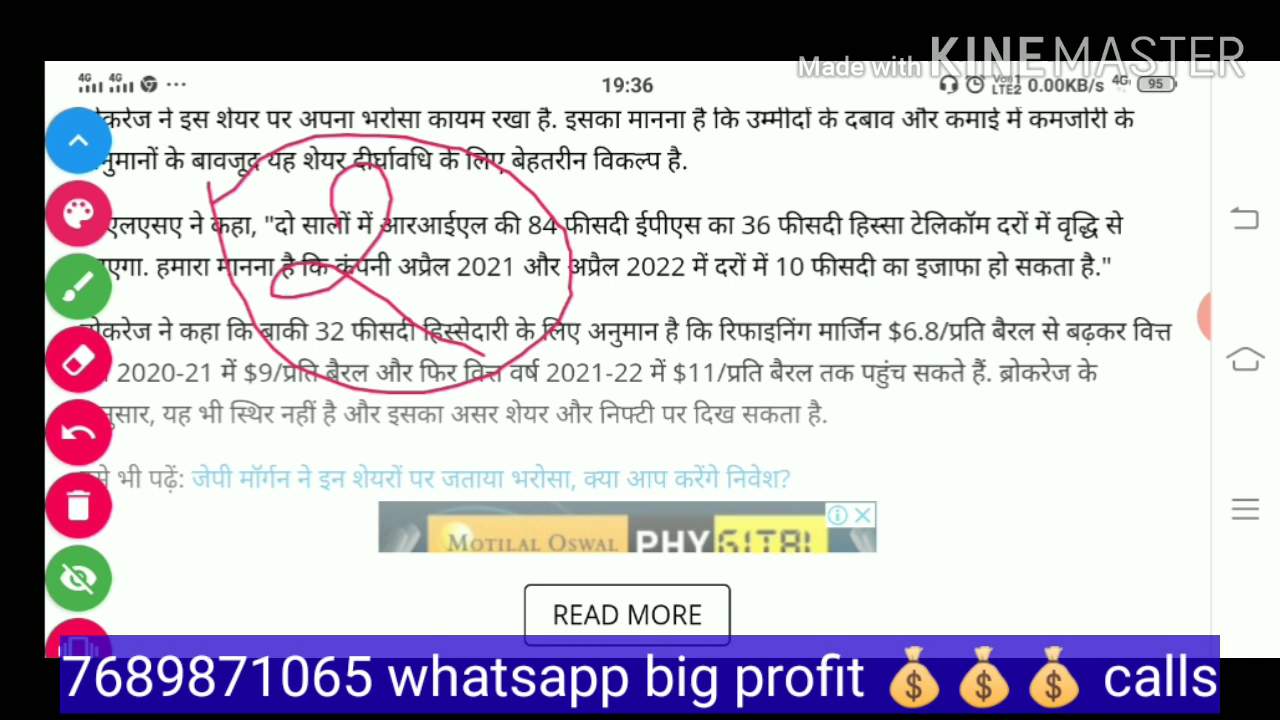 Made with KINEMASTER
4G 4G ... 19:36 VoLTE2 0.00KB/s 4G 95
ने इस शेयर पर अपना भरोसा कायम रखा है. इसका मानना है कि उम्मीदों के दबाव और कमाई में कमजोरी के
के बावजूद यह शेयर दीर्घावधि के लिए बेहतरीन विकल्प है.
ने कहा, "दो सालों में आरआईएल की 84 फीसदी ईपीएस का 36 फीसदी हिस्सा टेलिकॉम दरों में वृद्धि से
हमारा मानना है कि कंपनी अप्रैल 2021 और अप्रैल 2022 में दरों में 10 फीसदी का इजाफा हो सकता है."
ने कहा कि बाकी 32 फीसदी हिस्सेदारी के लिए अनुमान है कि रिफाइनिंग मार्जिन $6.8/प्रति बैरल से बढ़कर वित्त
2020-21 में $9/प्रति बैरल और फिर वित्त वर्ष 2021-22 में $11/प्रति बैरल तक पहुंच सकते हैं. ब्रोकरेज के
यह भी स्थिर नहीं है और इसका असर शेयर और निफ्टी पर दिख सकता है.
भी पढ़ें: जेपी मॉर्गन ने इन शेयरों पर जताया भरोसा, क्या आप करेंगे निवेश?
MOTILAL OSWAL PHYGITAL
READ MORE
7689871065 whatsapp big profit 💰 💰 💰 calls